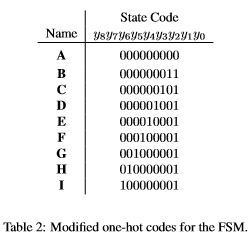 State Code
Name y8y7y6y5y4y3y2y1y0
A 000000000
B 000000011
C 000000101
D 000001001
E 000010001
F 000100001
G 001000001
H 010000001
I 100000001
Table 2: Modified one-hot codes for the FSM.